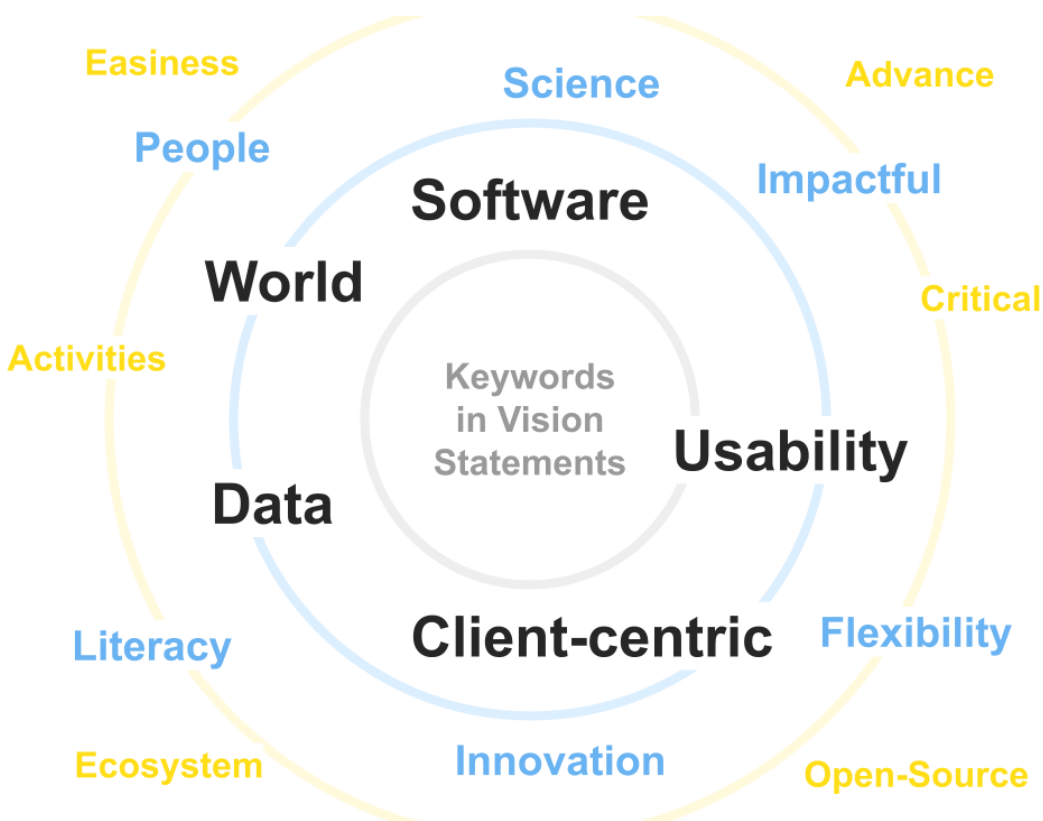 Easiness
Science
Advance
People
Impactful
Software
World
Critical
Activities
Keywords
in Vision
Statements
Usability
Data
Client-centric
Flexibility
Literacy
Ecosystem
Innovation
Open-Source